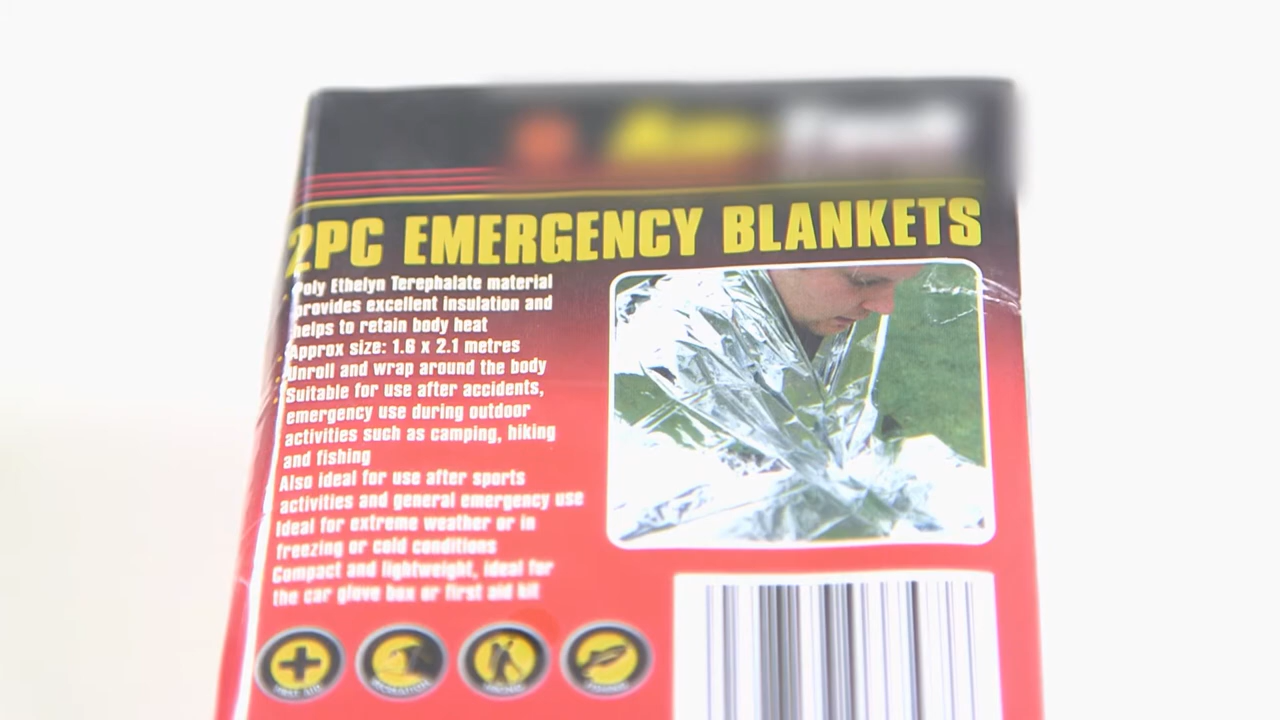 2PC EMERGENCY BLANKETS
Poly Ethelyn Terephalate material
provides excellent insulation and
helps to retain body heat
Approx size: 1.6 x 2.1 metres
Unroll and wrap around the body
Suitable for use after accidents,
emergency use during outdoor
activities such as camping, hiking
and fishing
Also ideal for use after sports
activities and general emergency use
Ideal for extreme weather or in
freezing or cold conditions
Compact and lightweight, ideal for
the car glove box or first aid kit